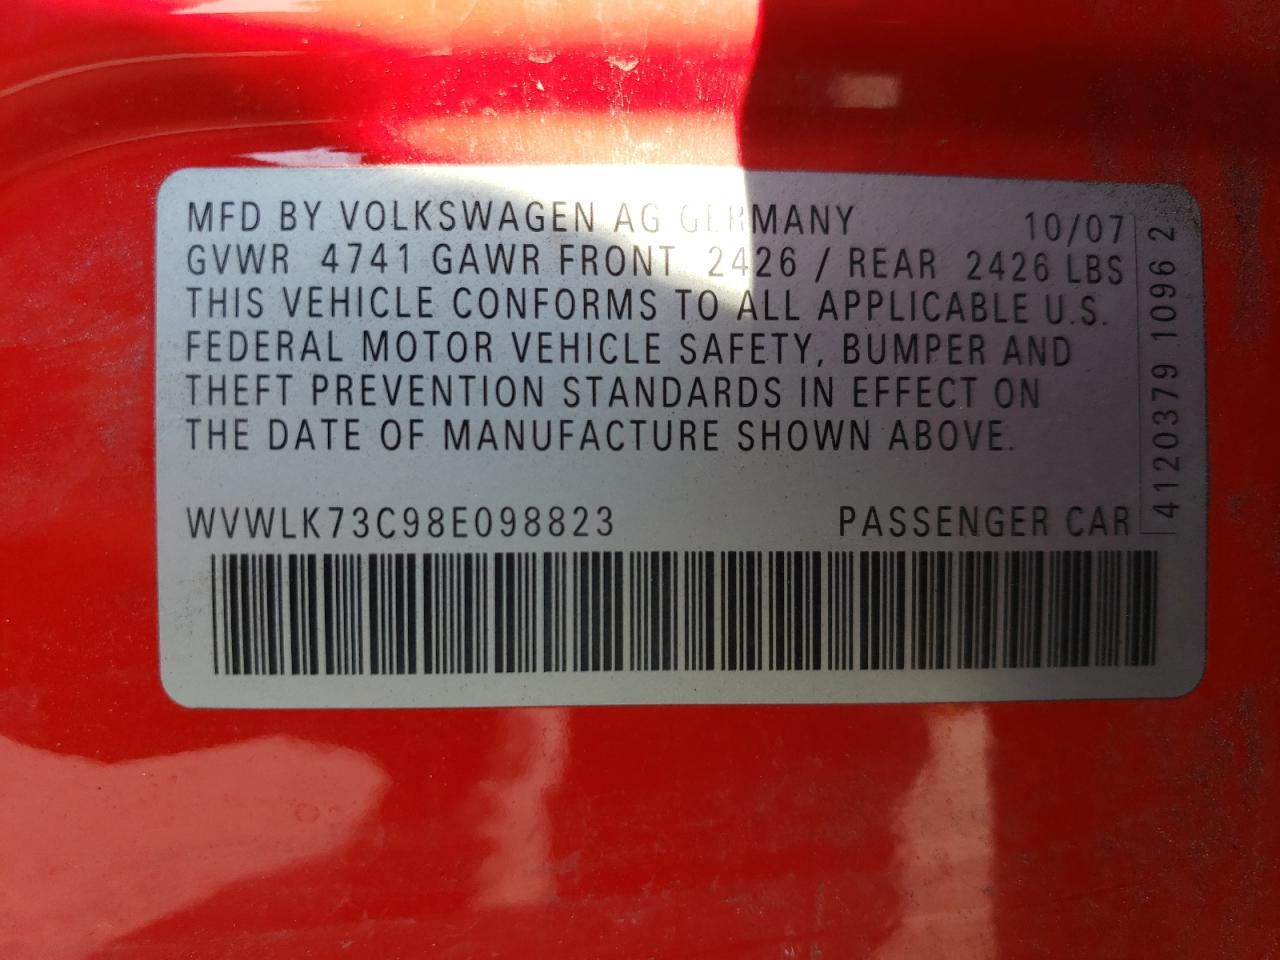 MFD BY VOLKSWAGEN AG GERMANY 10/07
GVWR 4741 GAWR FRONT 2426 / REAR 2426 LBS
THIS VEHICLE CONFORMS TO ALL APPLICABLE U.S.
FEDERAL MOTOR VEHICLE SAFETY, BUMPER AND
THEFT PREVENTION STANDARDS IN EFFECT ON
THE DATE OF MANUFACTURE SHOWN ABOVE.
WVWLK73C98E098823 PASSENGER CAR
4120379 1096 2